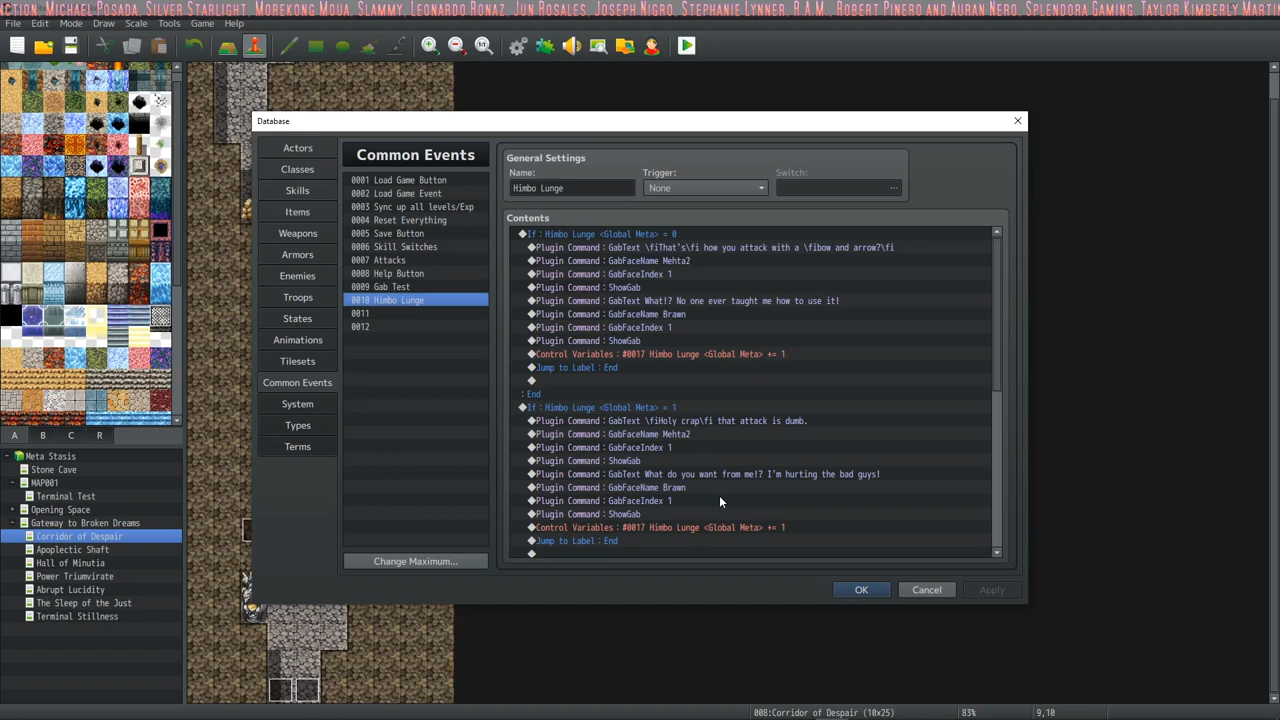 CTION, MICHAEL POSADA, SILVER STARLIGHT, MOREKONG MOUA, SLAMMY, LEONARDO RONAZ, JUN ROSALES, JOSEPH NIGRO, STEPHANIE LYNNER, R.A.M., ROBERT PINERO AND AURAN NERO, SPLENDORA GAMING, TAYLOR KIMBERLY MARTIN
File Edit Mode Draw Scale Tools Game Help
Database
Actors
Classes
Skills
Items
Weapons
Armors
Enemies
Troops
States
Animations
Tilesets
Common Events
System
Types
Terms
Common Events
0001 Load Game Button
0002 Load Game Event
0003 Sync up all levels/Exp
0004 Reset Everything
0005 Save Button
0006 Skill Switches
0007 Attacks
0008 Help Button
0009 Gab Test
0010 Himbo Lunge
0011
0012
Change Maximum...
General Settings
Name: Trigger: Switch:
Himbo Lunge None ...
Contents
◆If : Himbo Lunge <Global Meta> = 0
◆Plugin Command : GabText \fiThat's\fi how you attack with a \fibow and arrow?\fi
◆Plugin Command : GabFaceName Mehta2
◆Plugin Command : GabFaceIndex 1
◆Plugin Command : ShowGab
◆Plugin Command : GabText What!? No one ever taught me how to use it!
◆Plugin Command : GabFaceName Brawn
◆Plugin Command : GabFaceIndex 1
◆Plugin Command : ShowGab
◆Control Variables : #0017 Himbo Lunge <Global Meta> += 1
◆Jump to Label : End
◆
: End
◆If : Himbo Lunge <Global Meta> = 1
◆Plugin Command : GabText \fiHoly crap\fi that attack is dumb.
◆Plugin Command : GabFaceName Mehta2
◆Plugin Command : GabFaceIndex 1
◆Plugin Command : ShowGab
◆Plugin Command : GabText What do you want from me!? I'm hurting the bad guys!
◆Plugin Command : GabFaceName Brawn
◆Plugin Command : GabFaceIndex 1
◆Plugin Command : ShowGab
◆Control Variables : #0017 Himbo Lunge <Global Meta> += 1
◆Jump to Label : End
◆
OK Cancel Apply
A B C R
Meta Stasis
Stone Cave
MAP001
Terminal Test
Opening Space
Gateway to Broken Dreams
Corridor of Despair
Apoplectic Shaft
Hall of Minutia
Power Triumvirate
Abrupt Lucidity
The Sleep of the Just
Terminal Stillness
008:Corridor of Despair (10x25) 83% 9,10